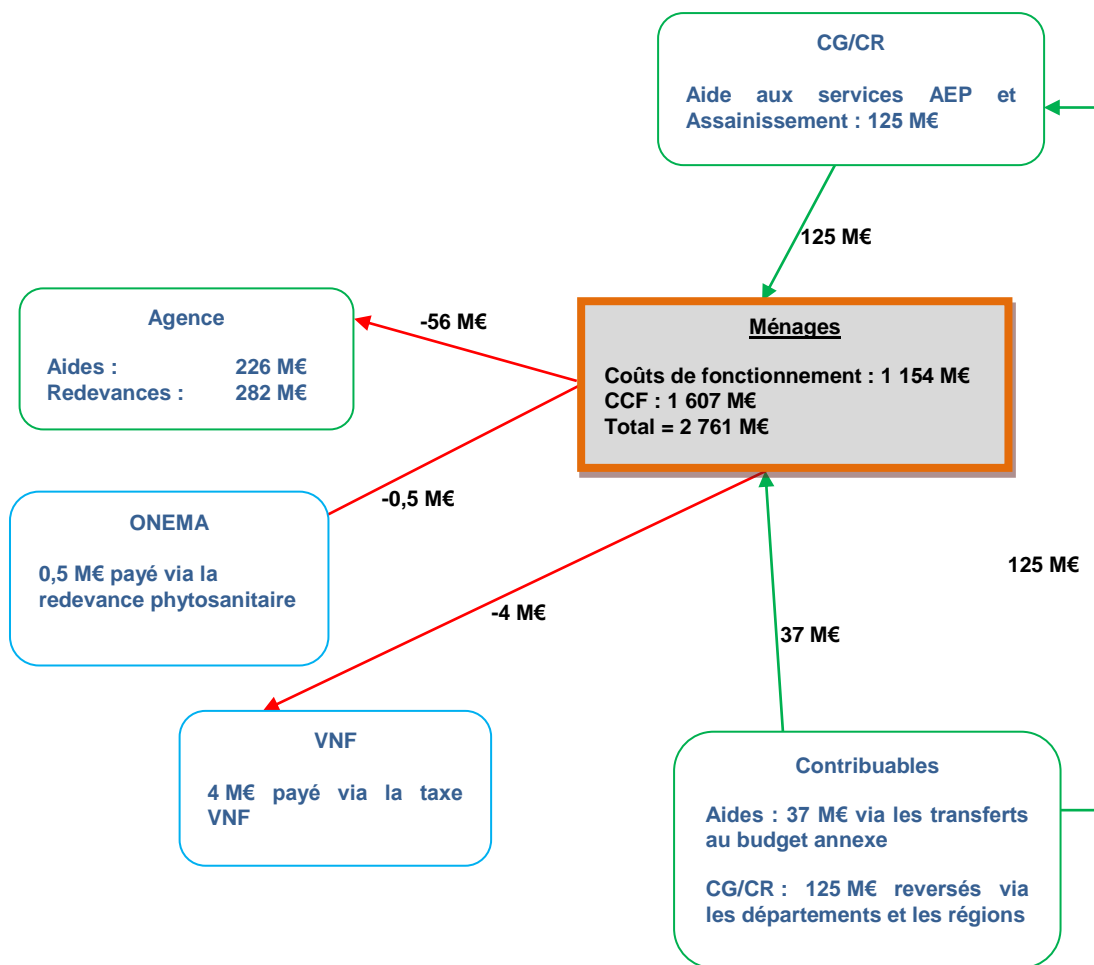 CG/CR
Aide aux services AEP et
Assainissement : 125 M€
125 M€
Agence
Aides : 226 M€
Redevances : 282 M€
-56 M€
Ménages
Coûts de fonctionnement : 1 154 M€
CCF : 1 607 M€
Total = 2 761 M€
-0,5 M€
ONEMA
0,5 M€ payé via la
redevance phytosanitaire
125 M€
-4 M€
37 M€
VNF
4 M€ payé via la taxe
VNF
Contribuables
Aides : 37 M€ via les transferts
au budget annexe
CG/CR : 125 M€ reversés via
les départements et les régions